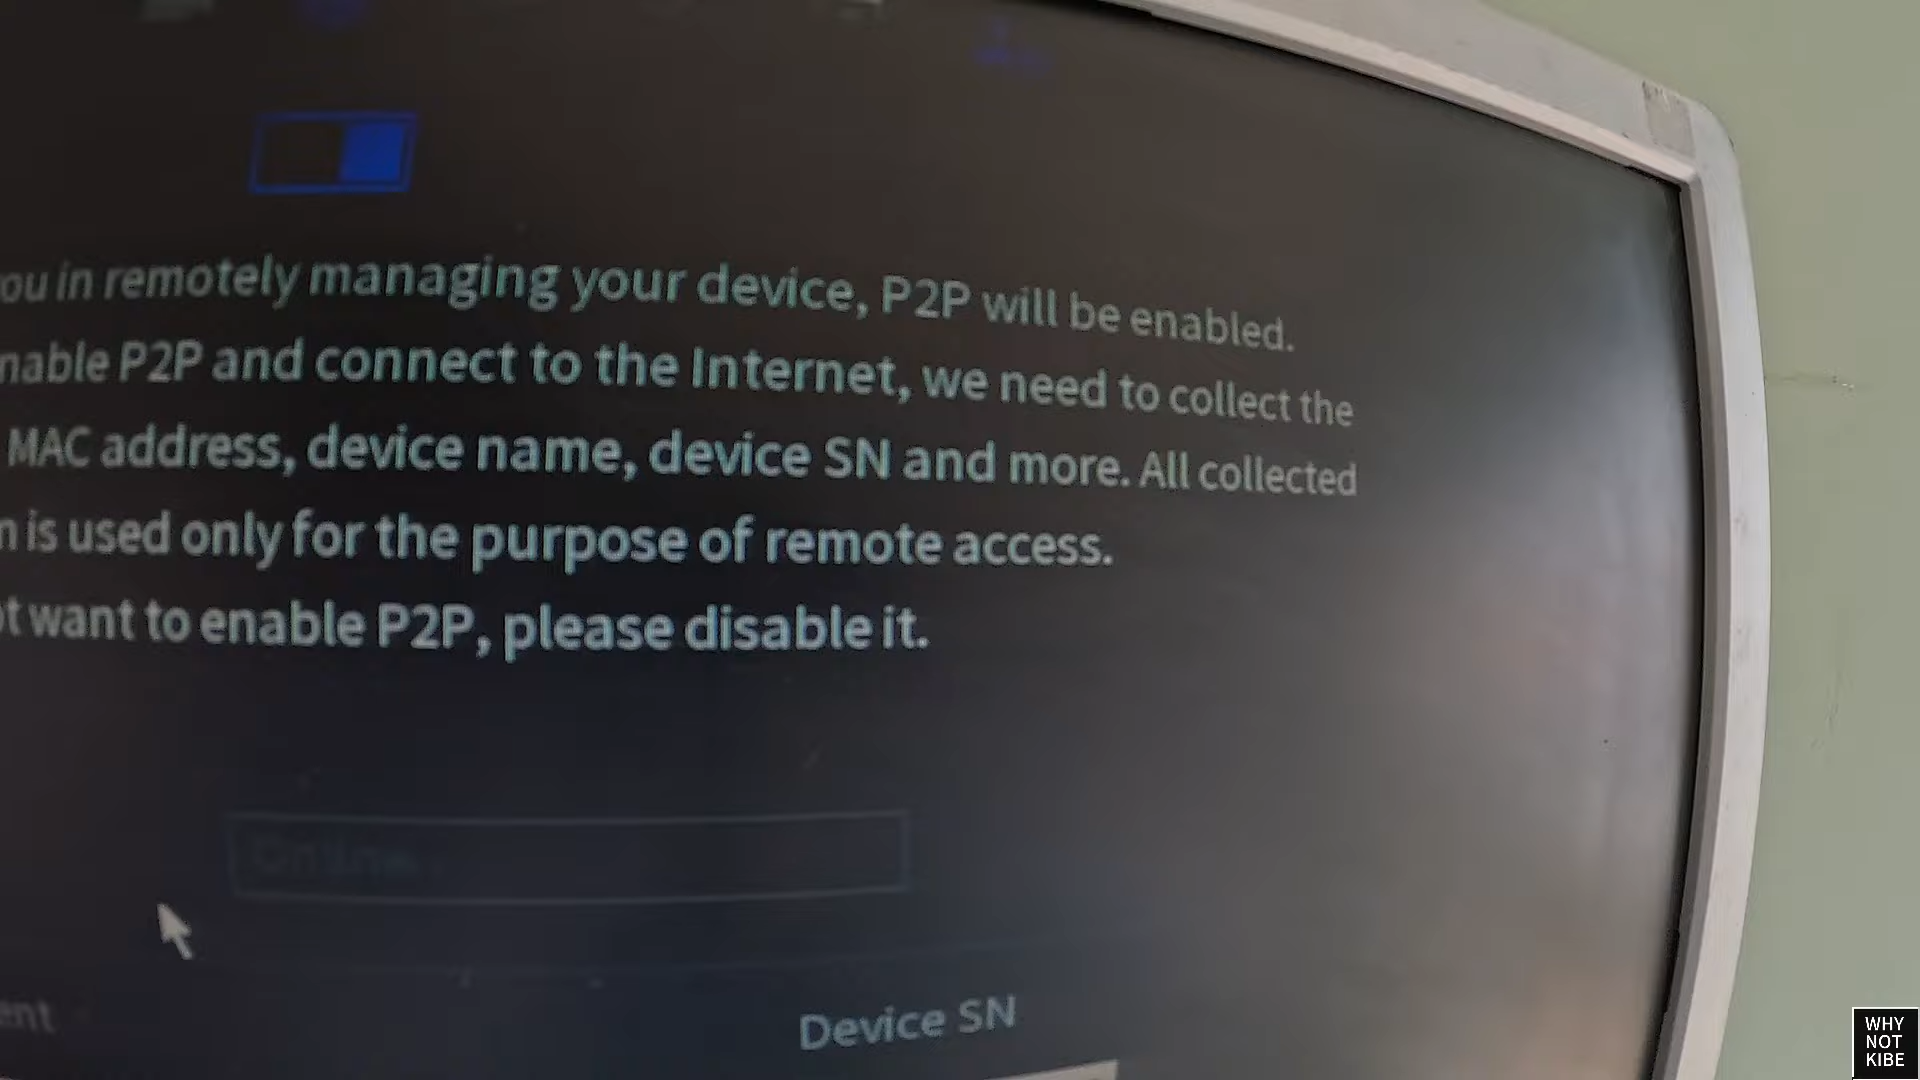 ou in remotely managing your device, P2P will be enabled.
nable P2P and connect to the Internet, we need to collect the
MAC address, device name, device SN and more. All collected
n is used only for the purpose of remote access.
t want to enable P2P, please disable it.
Online
ent
Device SN
WHY
NOT
KIBE